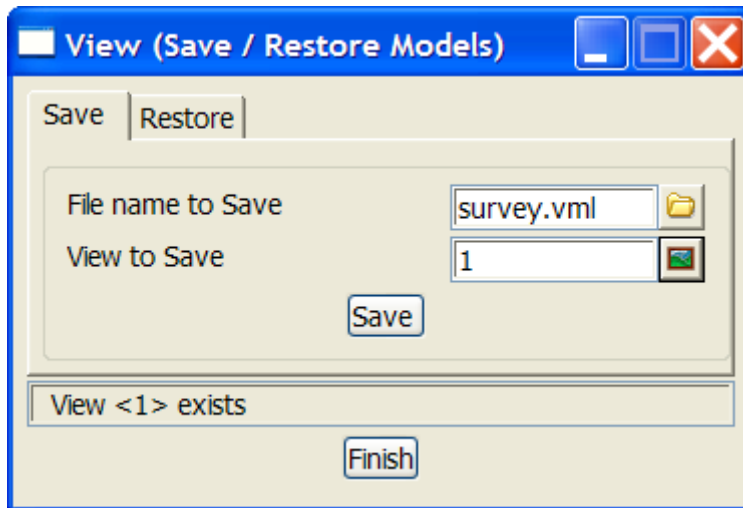 View (Save / Restore Models)
Save Restore
File name to Save survey.vml
View to Save 1
Save
View <1> exists
Finish